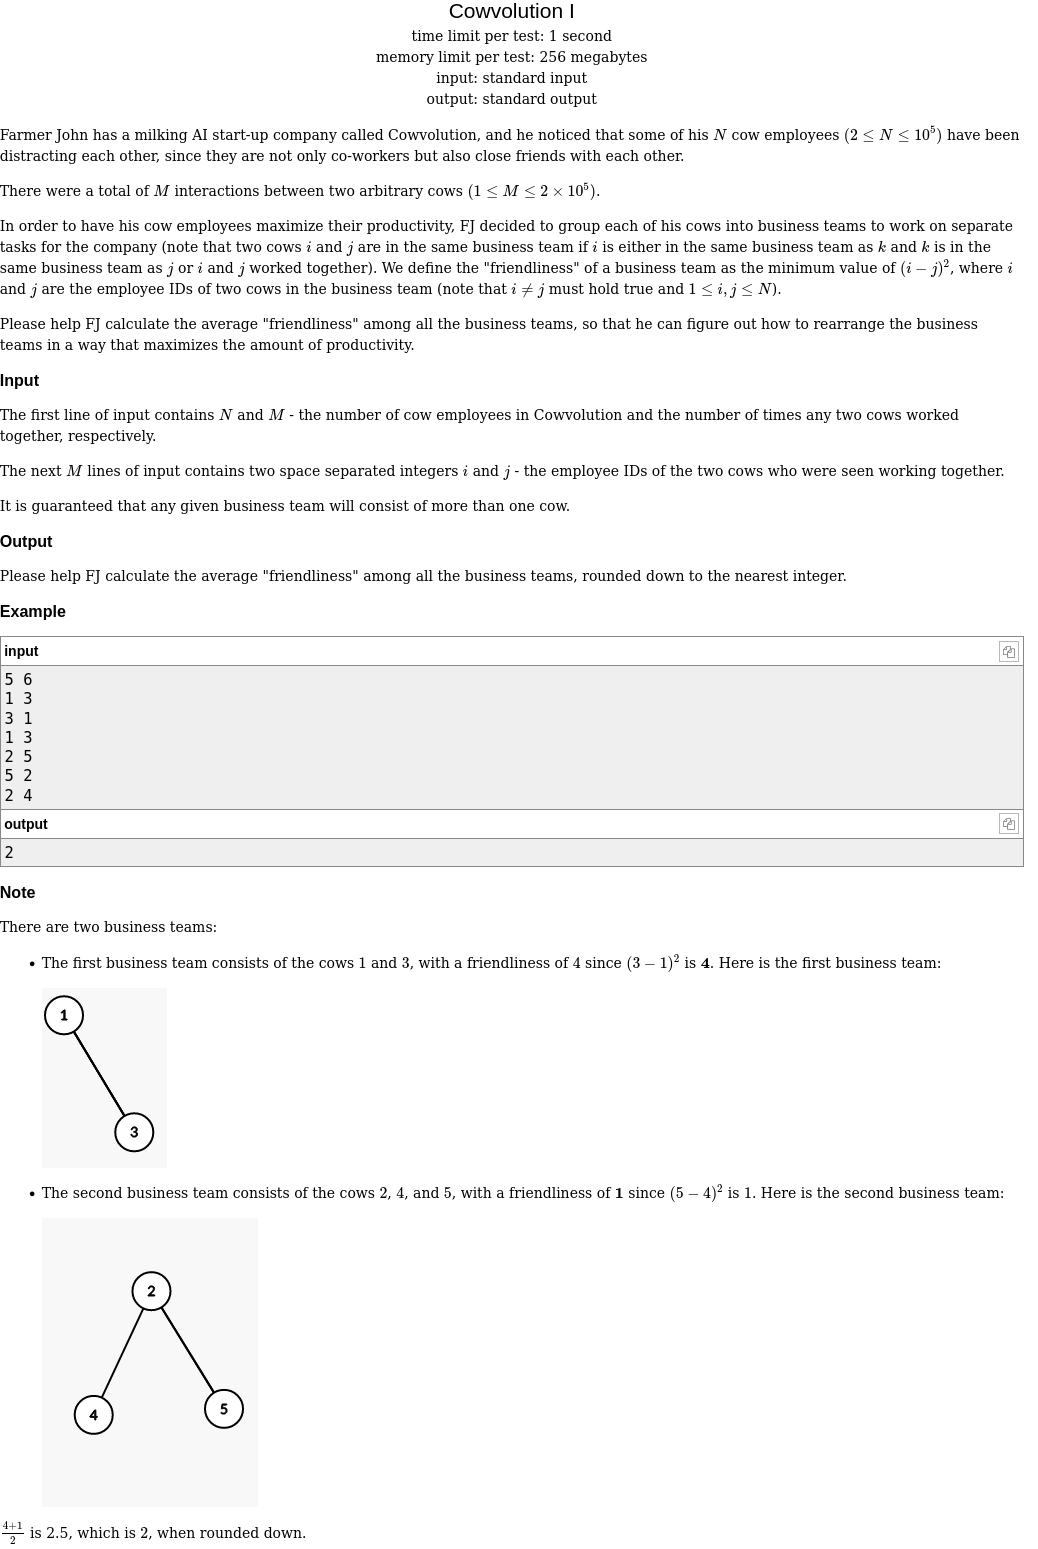 Cowvolution I
time limit per test: 1 second
memory limit per test: 256 megabytes
input: standard input
output: standard output
Farmer John has a milking AI start-up company called Cowvolution, and he noticed that some of his N cow employees (2 ≤ N ≤ 10⁵) have been
distracting each other, since they are not only co-workers but also close friends with each other.
There were a total of M interactions between two arbitrary cows (1 ≤ M ≤ 2 × 10⁵).
In order to have his cow employees maximize their productivity, FJ decided to group each of his cows into business teams to work on separate
tasks for the company (note that two cows i and j are in the same business team if i is either in the same business team as k and k is in the
same business team as j or i and j worked together). We define the "friendliness" of a business team as the minimum value of (i − j)², where i
and j are the employee IDs of two cows in the business team (note that i ≠ j must hold true and 1 ≤ i, j ≤ N).
Please help FJ calculate the average "friendliness" among all the business teams, so that he can figure out how to rearrange the business
teams in a way that maximizes the amount of productivity.
Input
The first line of input contains N and M - the number of cow employees in Cowvolution and the number of times any two cows worked
together, respectively.
The next M lines of input contains two space separated integers i and j - the employee IDs of the two cows who were seen working together.
It is guaranteed that any given business team will consist of more than one cow.
Output
Please help FJ calculate the average "friendliness" among all the business teams, rounded down to the nearest integer.
Example
input
5 6
1 3
3 1
1 3
2 5
5 2
2 4
output
2
Note
There are two business teams:
• The first business team consists of the cows 1 and 3, with a friendliness of 4 since (3 − 1)² is 4. Here is the first business team:
1
3
• The second business team consists of the cows 2, 4, and 5, with a friendliness of 1 since (5 − 4)² is 1. Here is the second business team:
2
4 5
(4+1)/2 is 2.5, which is 2, when rounded down.